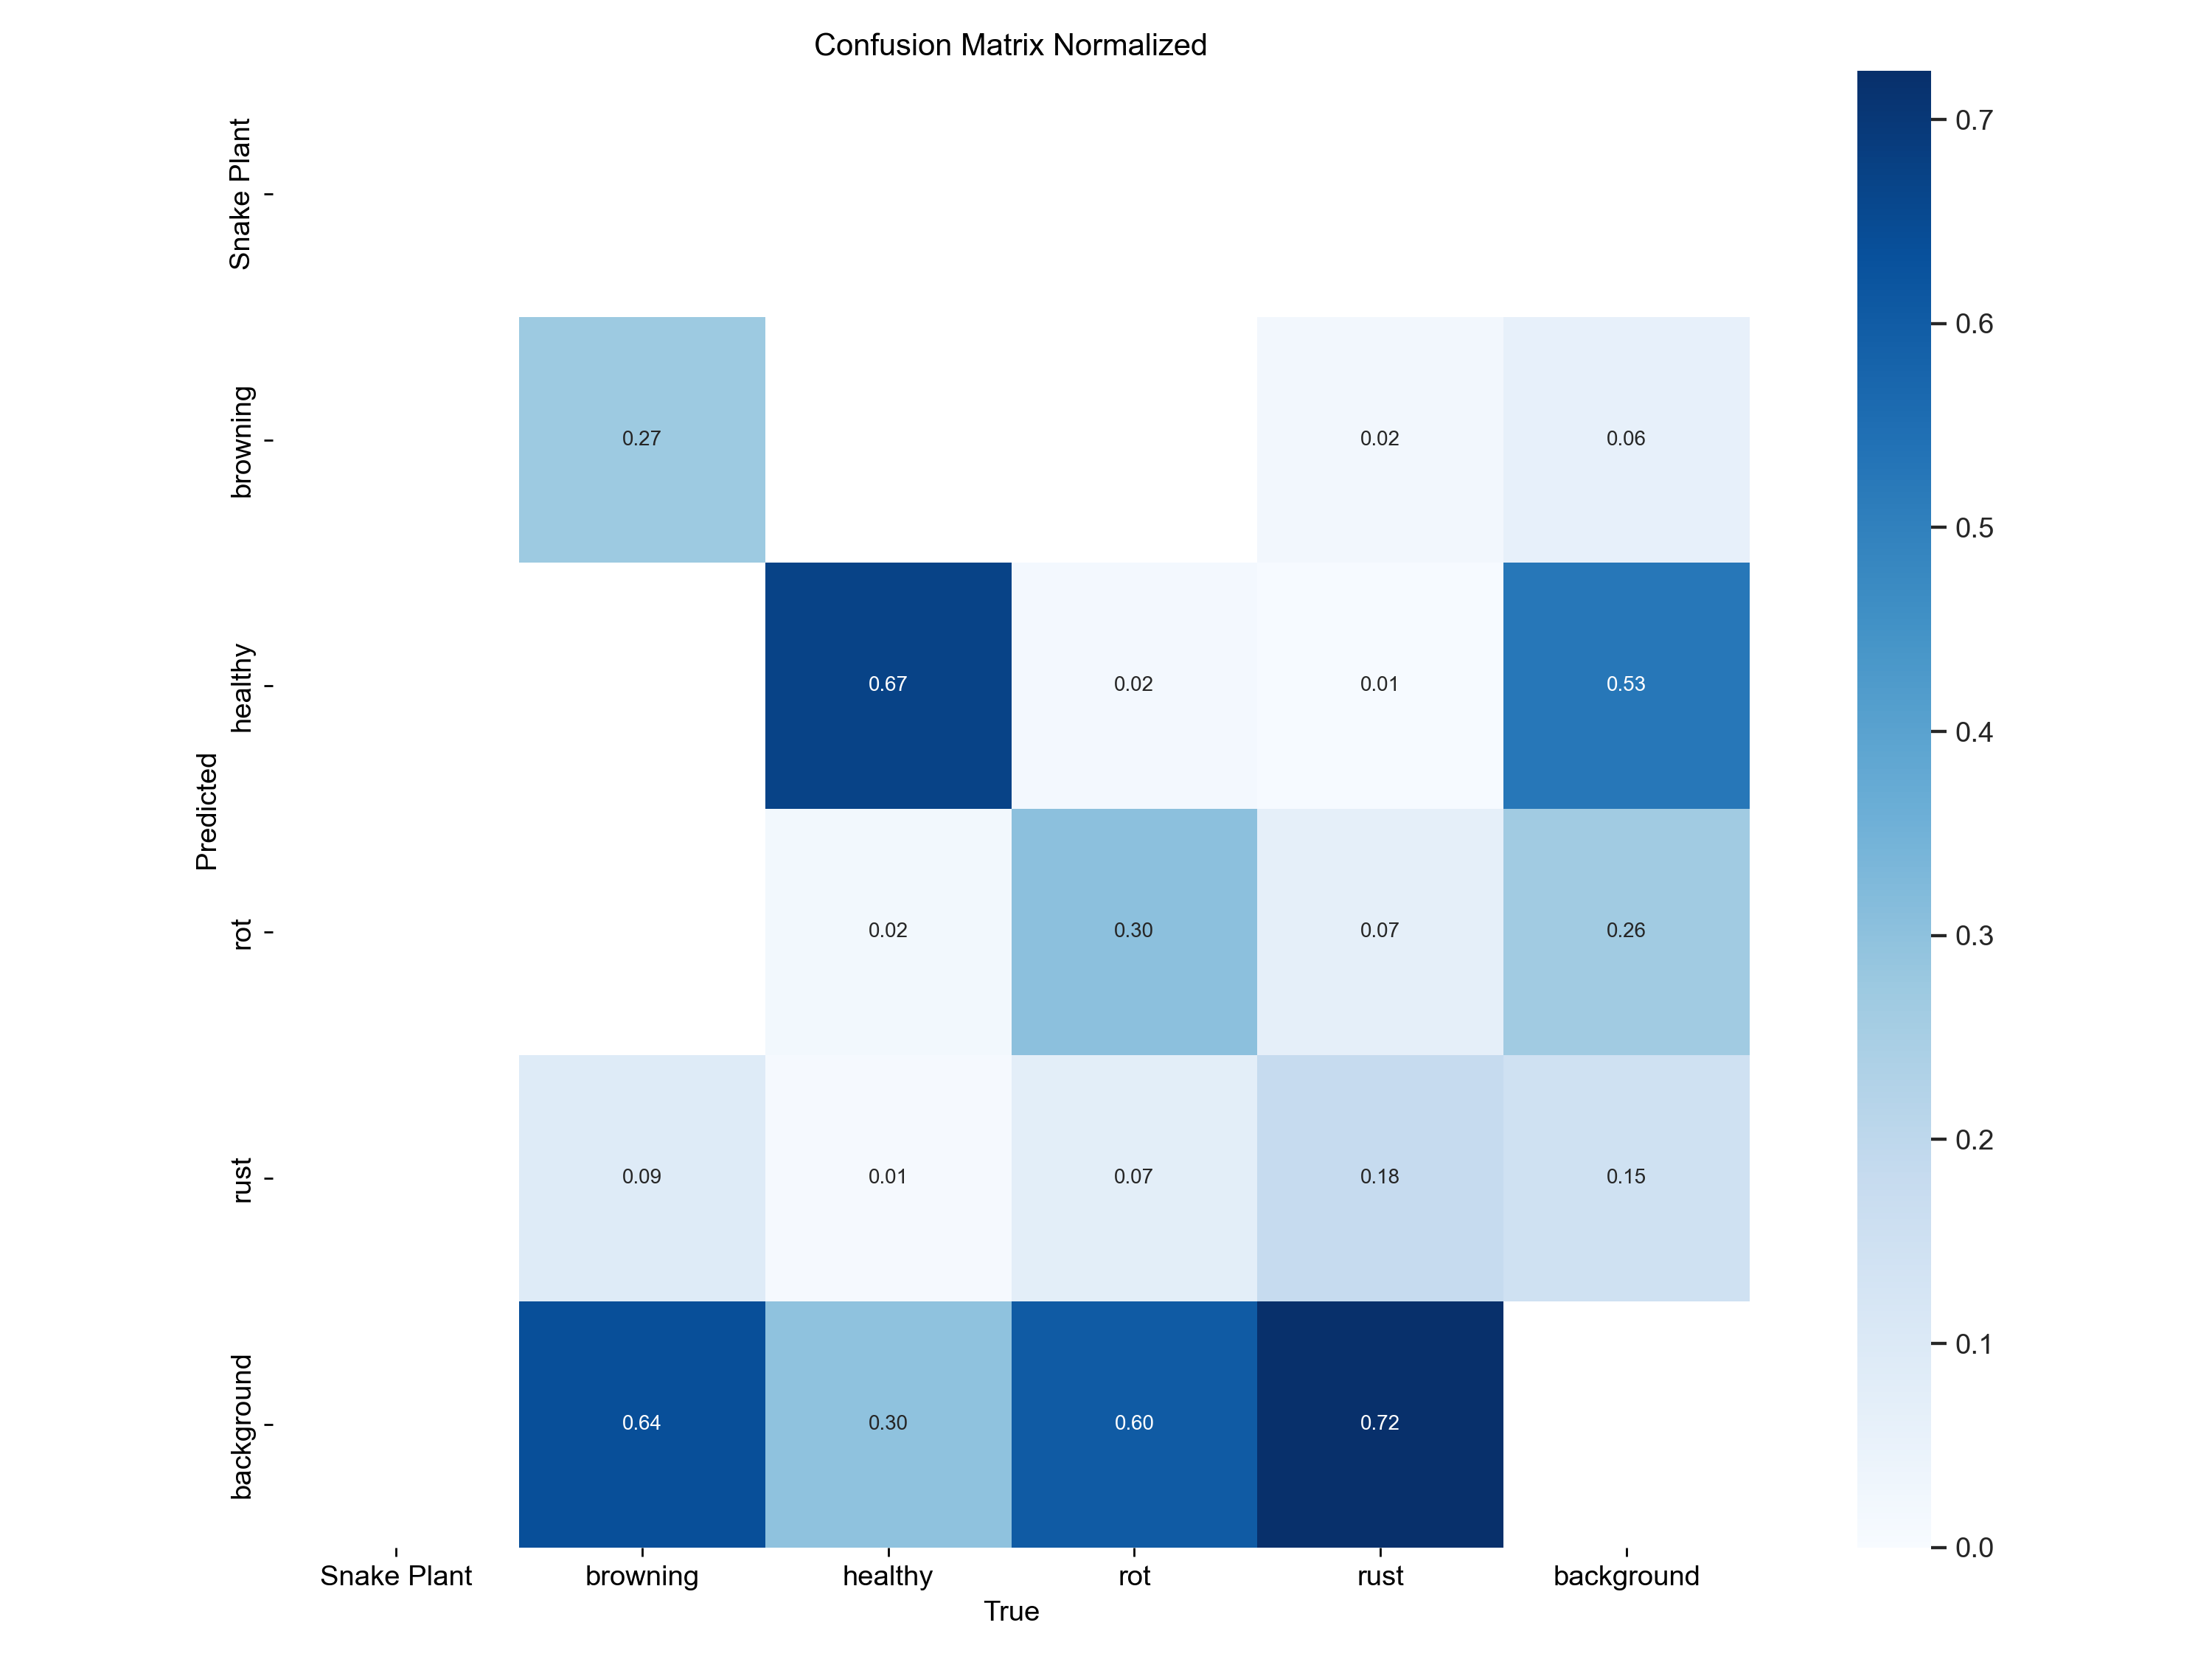 Confusion Matrix Normalized
Snake Plant
browning
healthy
rot
rust
background
Predicted
0.27
0.02
0.06
0.67
0.02
0.01
0.53
0.02
0.30
0.07
0.26
0.09
0.01
0.07
0.18
0.15
0.64
0.30
0.60
0.72
Snake Plant
browning
healthy
rot
rust
background
True
0.7
0.6
0.5
0.4
0.3
0.2
0.1
0.0